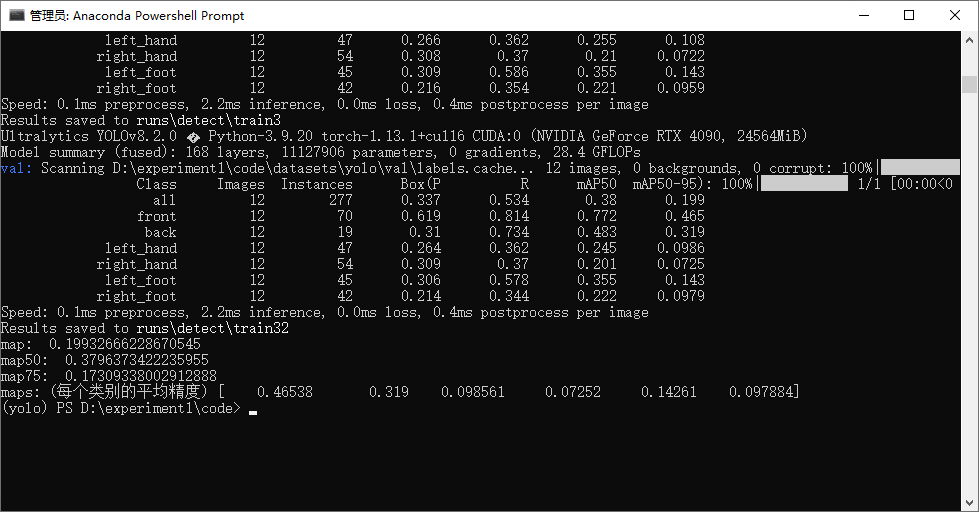 管理员: Anaconda Powershell Prompt
left_hand 12 47 0.266 0.362 0.255 0.108
right_hand 12 54 0.308 0.37 0.21 0.0722
left_foot 12 45 0.309 0.586 0.355 0.143
right_foot 12 42 0.216 0.354 0.221 0.0959
Speed: 0.1ms preprocess, 2.2ms inference, 0.0ms loss, 0.4ms postprocess per image
Results saved to runs\detect\train3
Ultralytics YOLOv8.2.0 � Python-3.9.20 torch-1.13.1+cu116 CUDA:0 (NVIDIA GeForce RTX 4090, 24564MiB)
Model summary (fused): 168 layers, 11127906 parameters, 0 gradients, 28.4 GFLOPs
val: Scanning D:\experiment1\code\datasets\yolo\val\labels.cache... 12 images, 0 backgrounds, 0 corrupt: 100%|
Class Images Instances Box(P R mAP50 mAP50-95): 100%| 1/1 [00:00<0
all 12 277 0.337 0.534 0.38 0.199
front 12 70 0.619 0.814 0.772 0.465
back 12 19 0.31 0.734 0.483 0.319
left_hand 12 47 0.264 0.362 0.245 0.0986
right_hand 12 54 0.309 0.37 0.201 0.0725
left_foot 12 45 0.306 0.578 0.355 0.143
right_foot 12 42 0.214 0.344 0.222 0.0979
Speed: 0.1ms preprocess, 2.2ms inference, 0.0ms loss, 0.4ms postprocess per image
Results saved to runs\detect\train32
map: 0.19932666228670545
map50: 0.3796373422235955
map75: 0.17309338002912888
maps: (每个类别的平均精度) [ 0.46538 0.319 0.098561 0.07252 0.14261 0.097884]
(yolo) PS D:\experiment1\code>